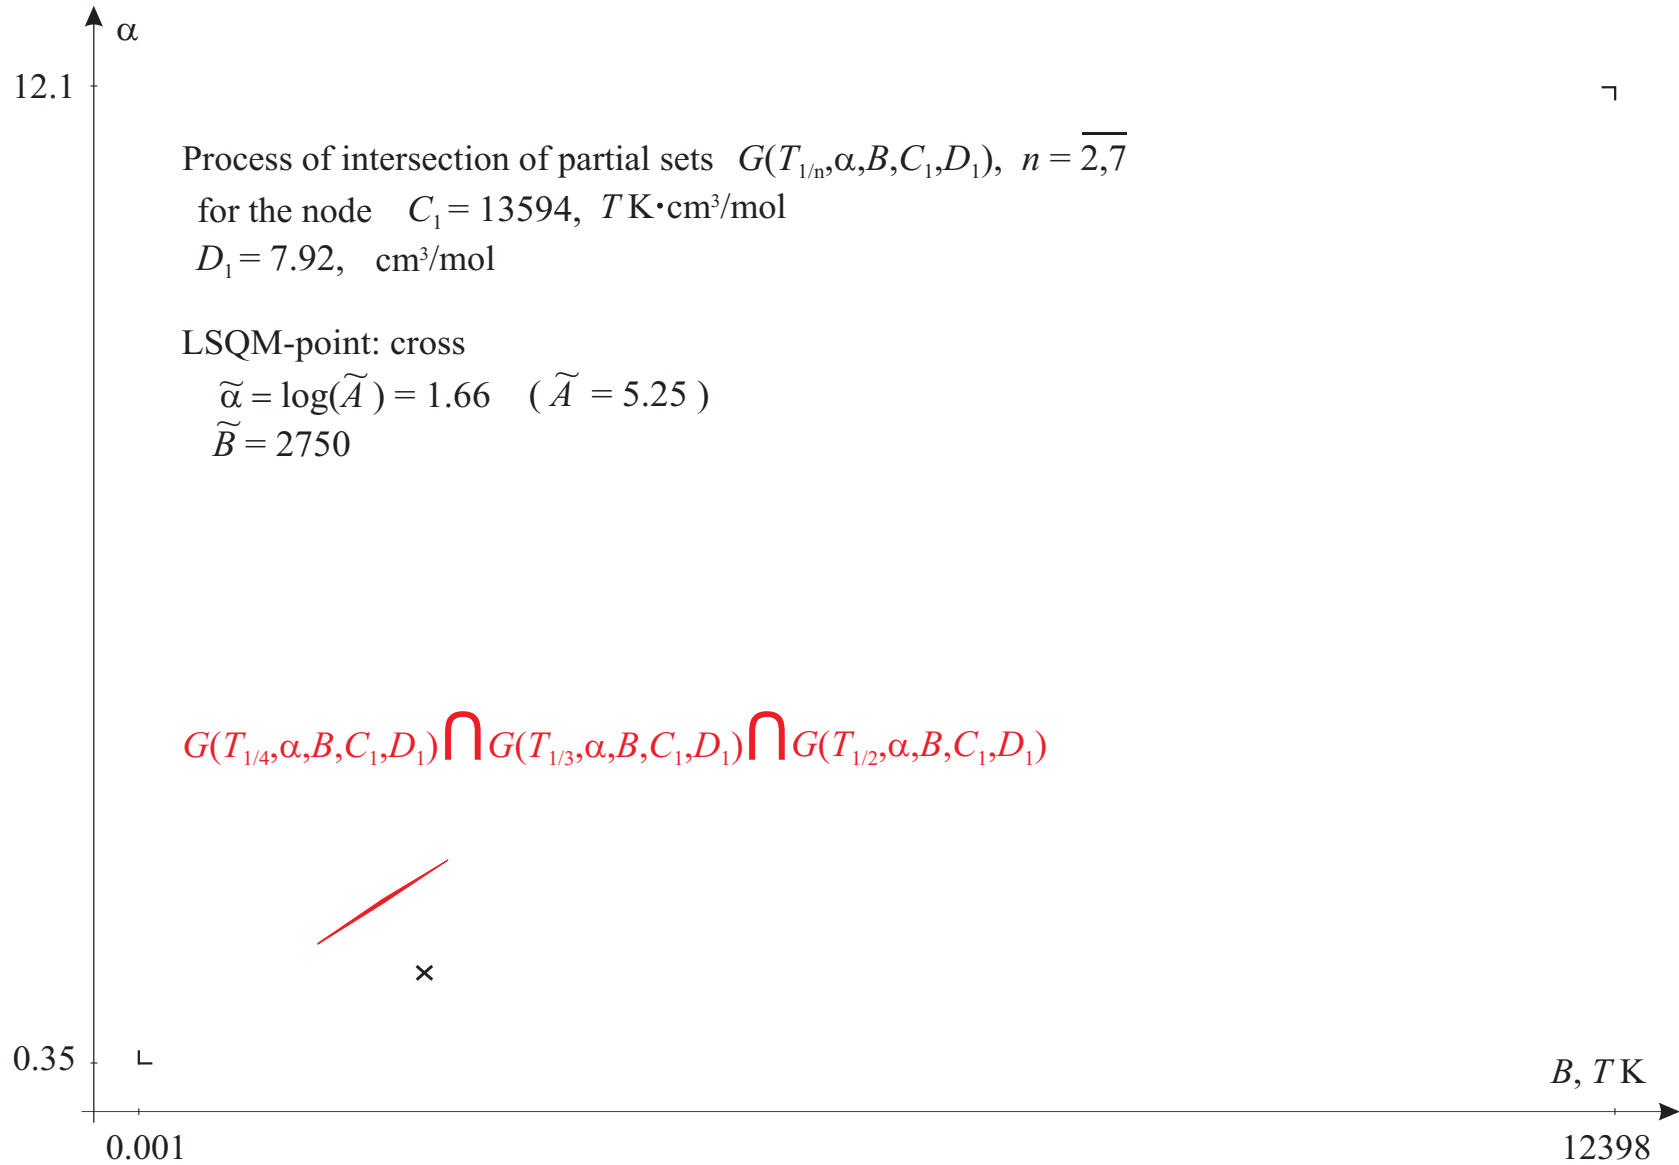 α
12.1
Process of intersection of partial sets G(T₁/ₙ,α,B,C₁,D₁), n = 2,7
for the node C₁ = 13594, T K·cm³/mol
D₁ = 7.92, cm³/mol
LSQM-point: cross
α̃ = log(Ã ) = 1.66 ( Ã = 5.25 )
B̃ = 2750
G(T₁/₄,α,B,C₁,D₁)⋂G(T₁/₃,α,B,C₁,D₁)⋂G(T₁/₂,α,B,C₁,D₁)
0.35
B, T K
0.001 12398